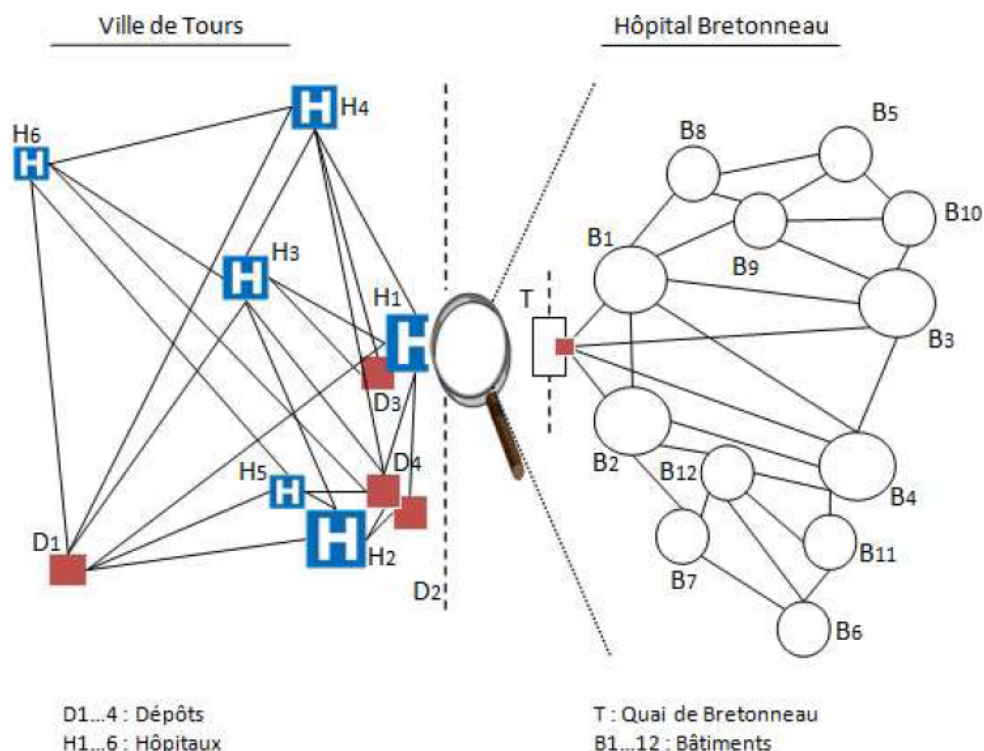 Ville de Tours
Hôpital Bretonneau
H4
H6
H3
H1
D3
H5
D4
D1
H2
D2
B5
B8
B10
B1
B9
T
B3
B2
B12
B4
B11
B7
B6
D1...4 : Dépôts
H1...6 : Hôpitaux
T : Quai de Bretonneau
B1...12 : Bâtiments
H
H
H
H
H
H